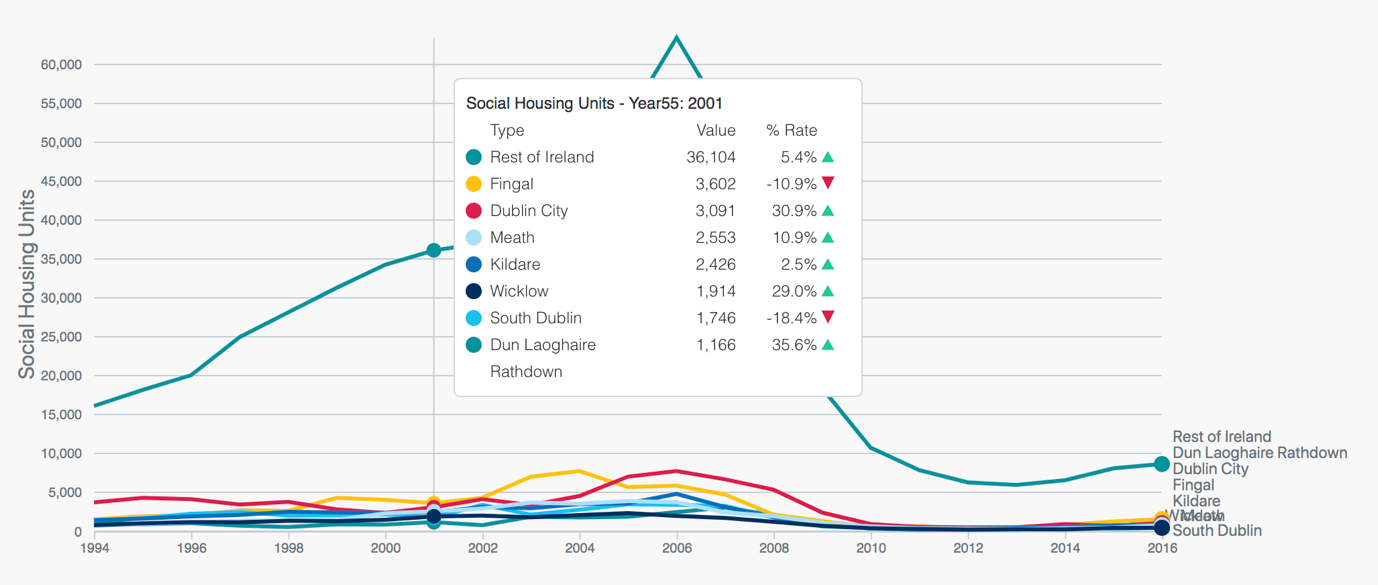 Social Housing Units
60,000
55,000
50,000
45,000
40,000
35,000
30,000
25,000
20,000
15,000
10,000
5,000
0
Social Housing Units - Year55: 2001
Type Value % Rate
Rest of Ireland 36,104 5.4%
Fingal 3,602 -10.9%
Dublin City 3,091 30.9%
Meath 2,553 10.9%
Kildare 2,426 2.5%
Wicklow 1,914 29.0%
South Dublin 1,746 -18.4%
Dun Laoghaire 1,166 35.6%
Rathdown
Rest of Ireland
Dun Laoghaire Rathdown
Dublin City
Fingal
Kildare
Wicklow Meath
South Dublin
1994 1996 1998 2000 2002 2004 2006 2008 2010 2012 2014 2016